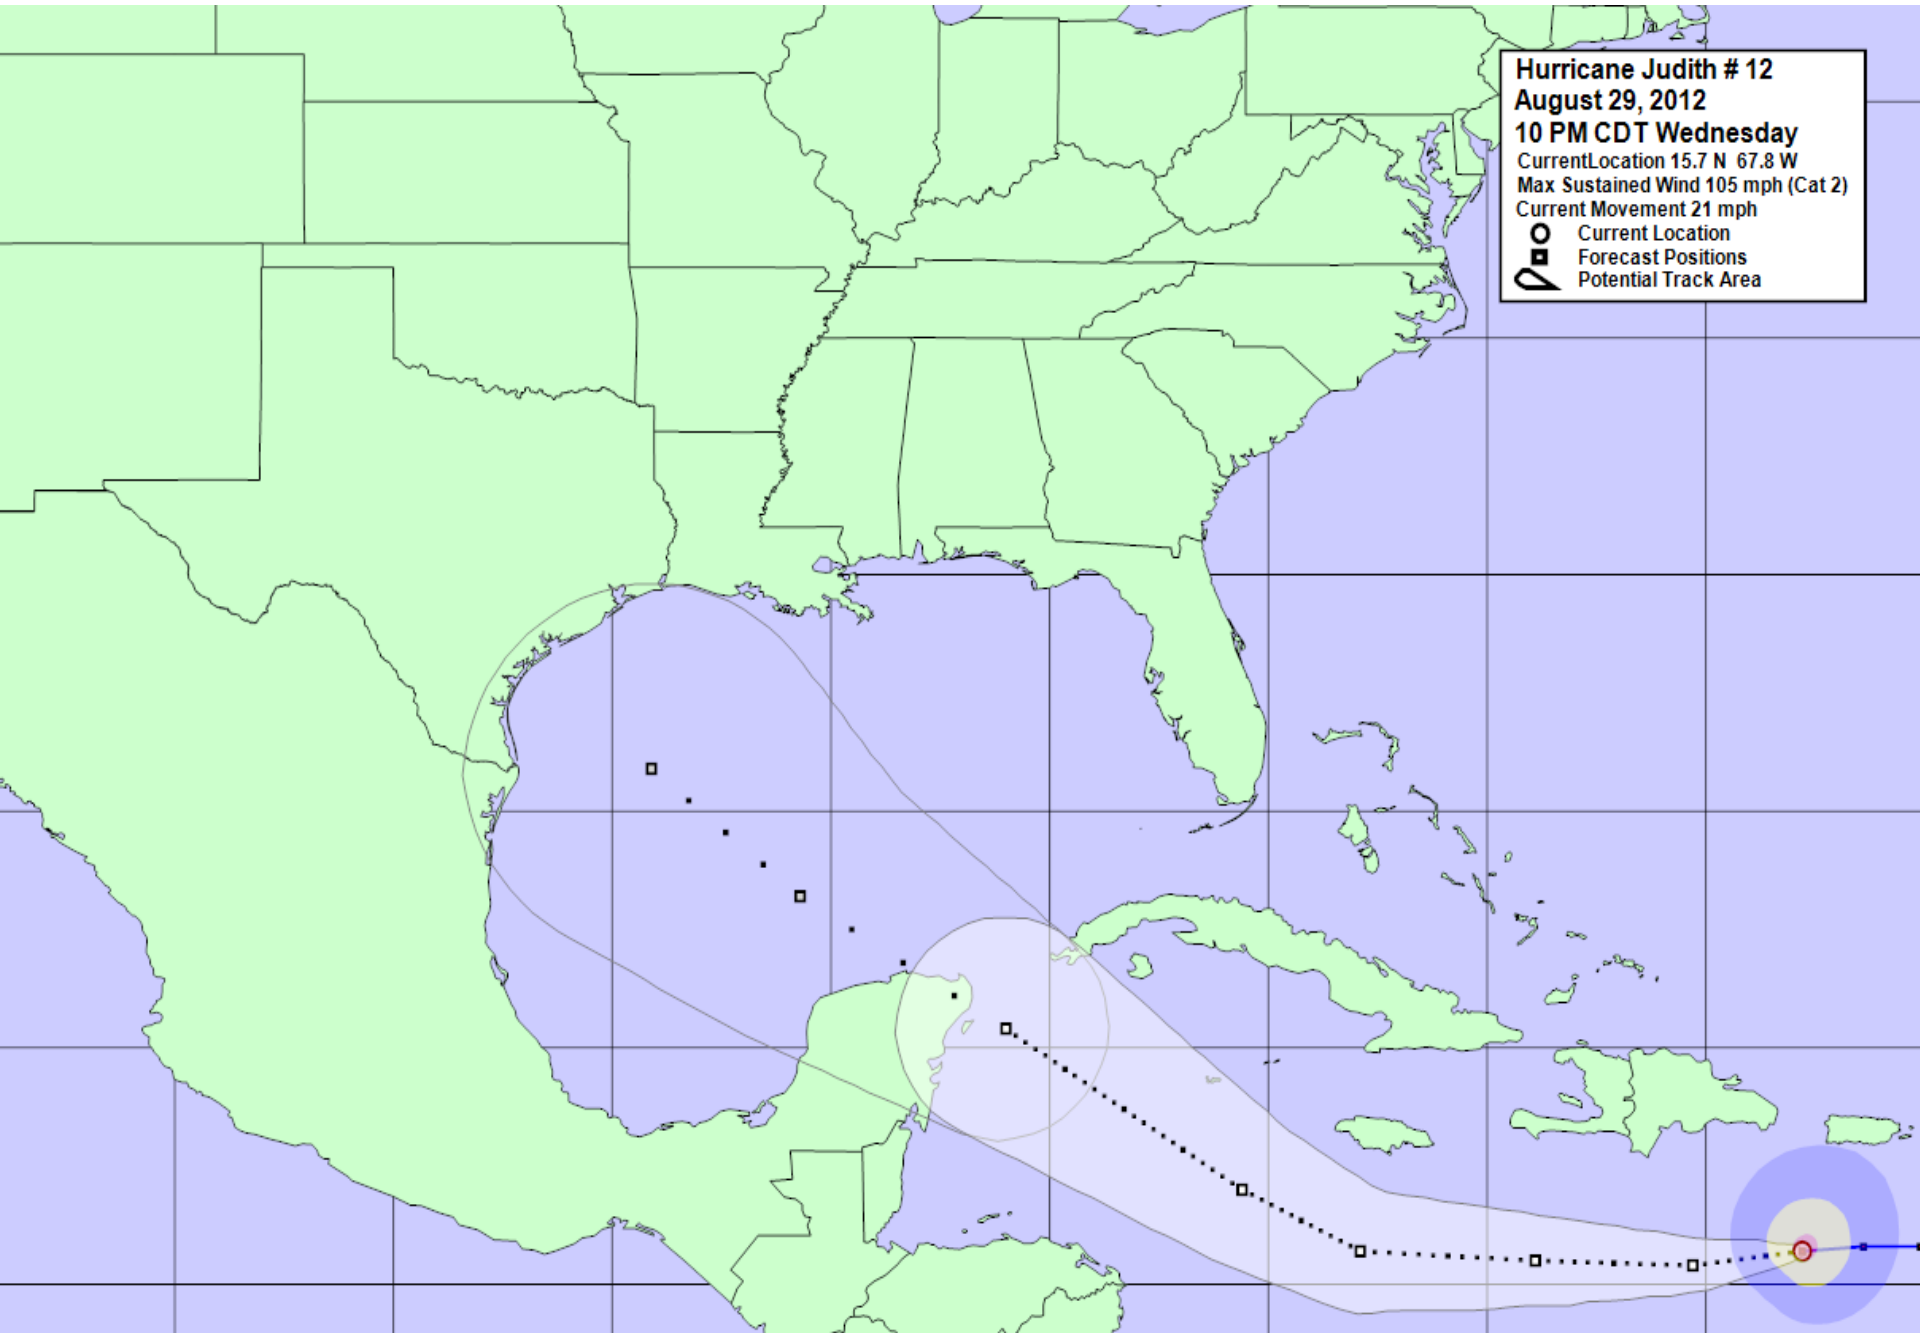 Hurricane Judith # 12
August 29, 2012
10 PM CDT Wednesday
CurrentLocation 15.7 N 67.8 W
Max Sustained Wind 105 mph (Cat 2)
Current Movement 21 mph
Current Location
Forecast Positions
Potential Track Area